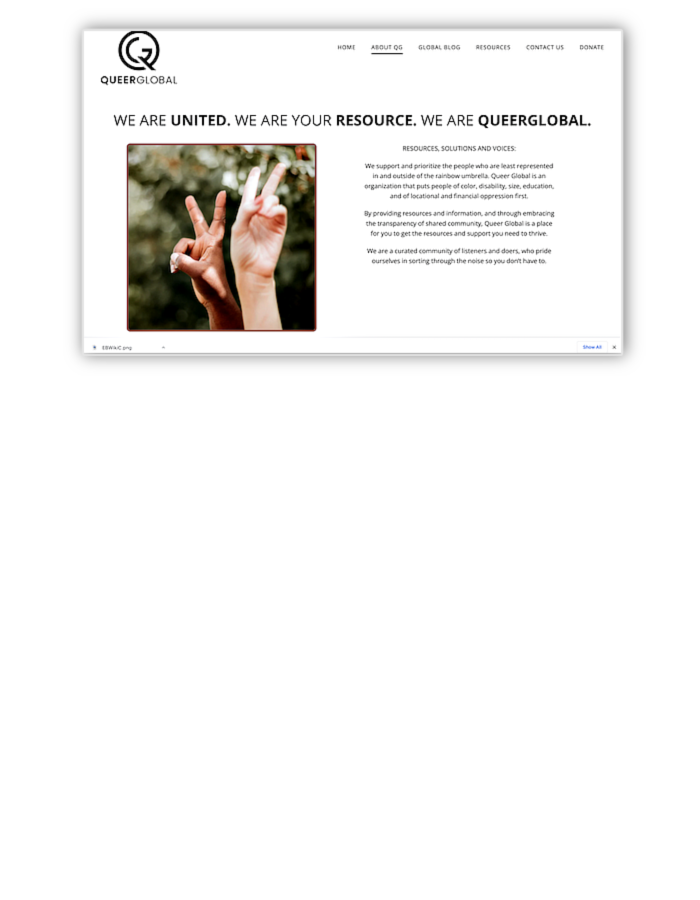 QUEERGLOBAL
HOME
ABOUT QG
GLOBAL BLOG
RESOURCES
CONTACT US
DONATE
WE ARE UNITED. WE ARE YOUR RESOURCE. WE ARE QUEERGLOBAL.
RESOURCES, SOLUTIONS AND VOICES:
We support and prioritize the people who are least represented
in and outside of the rainbow umbrella. Queer Global is an
organization that puts people of color, disability, size, education,
and of locational and financial oppression first.
By providing resources and information, and through embracing
the transparency of shared community, Queer Global is a place
for you to get the resources and support you need to thrive.
We are a curated community of listeners and doers, who pride
ourselves in sorting through the noise so you don't have to.
Show All